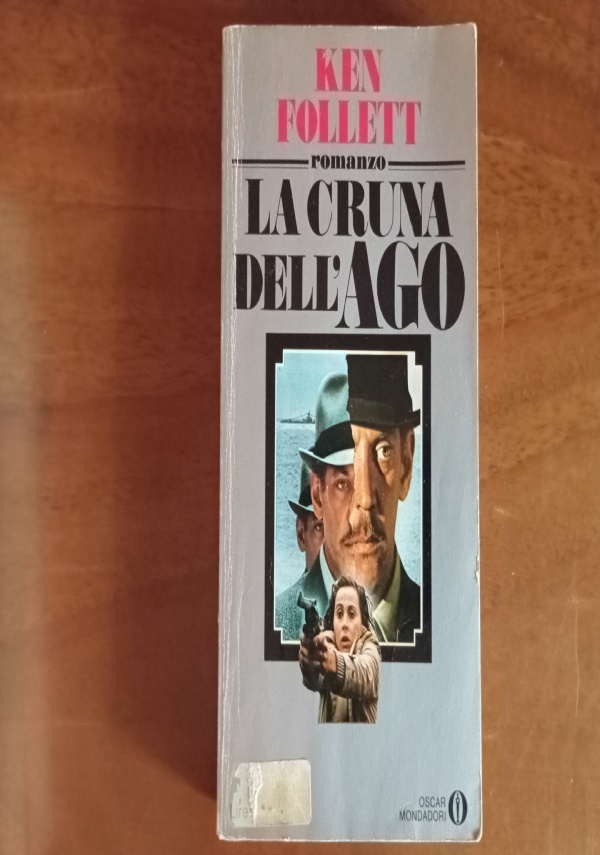 KEN
FOLLETT
romanzo
LA CRUNA
DELL'AGO
OSCAR
MONDADORI